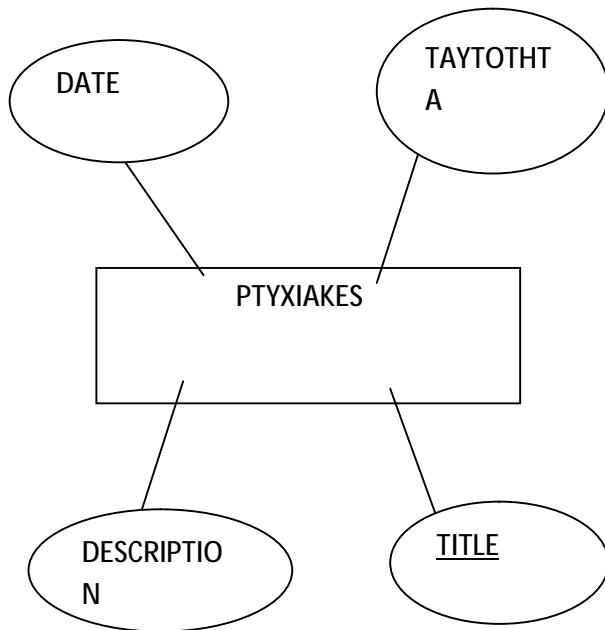 DATE
TAYTOTHT
A
PTYXIAKES
DESCRIPTIO
N
TITLE